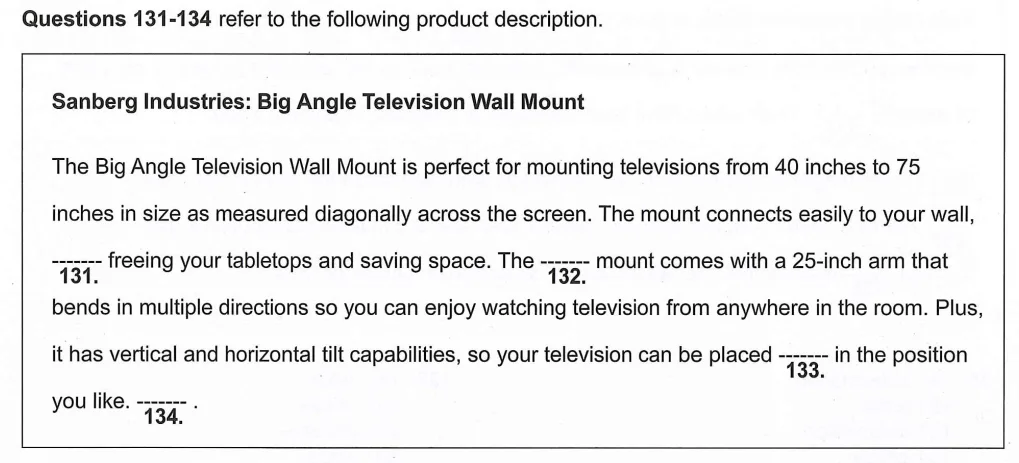 Questions 131-134 refer to the following product description.
Sanberg Industries: Big Angle Television Wall Mount
The Big Angle Television Wall Mount is perfect for mounting televisions from 40 inches to 75
inches in size as measured diagonally across the screen. The mount connects easily to your wall,
------- freeing your tabletops and saving space. The ------- mount comes with a 25-inch arm that
131. 132.
bends in multiple directions so you can enjoy watching television from anywhere in the room. Plus,
it has vertical and horizontal tilt capabilities, so your television can be placed ------- in the position
133.
you like. ------- .
134.